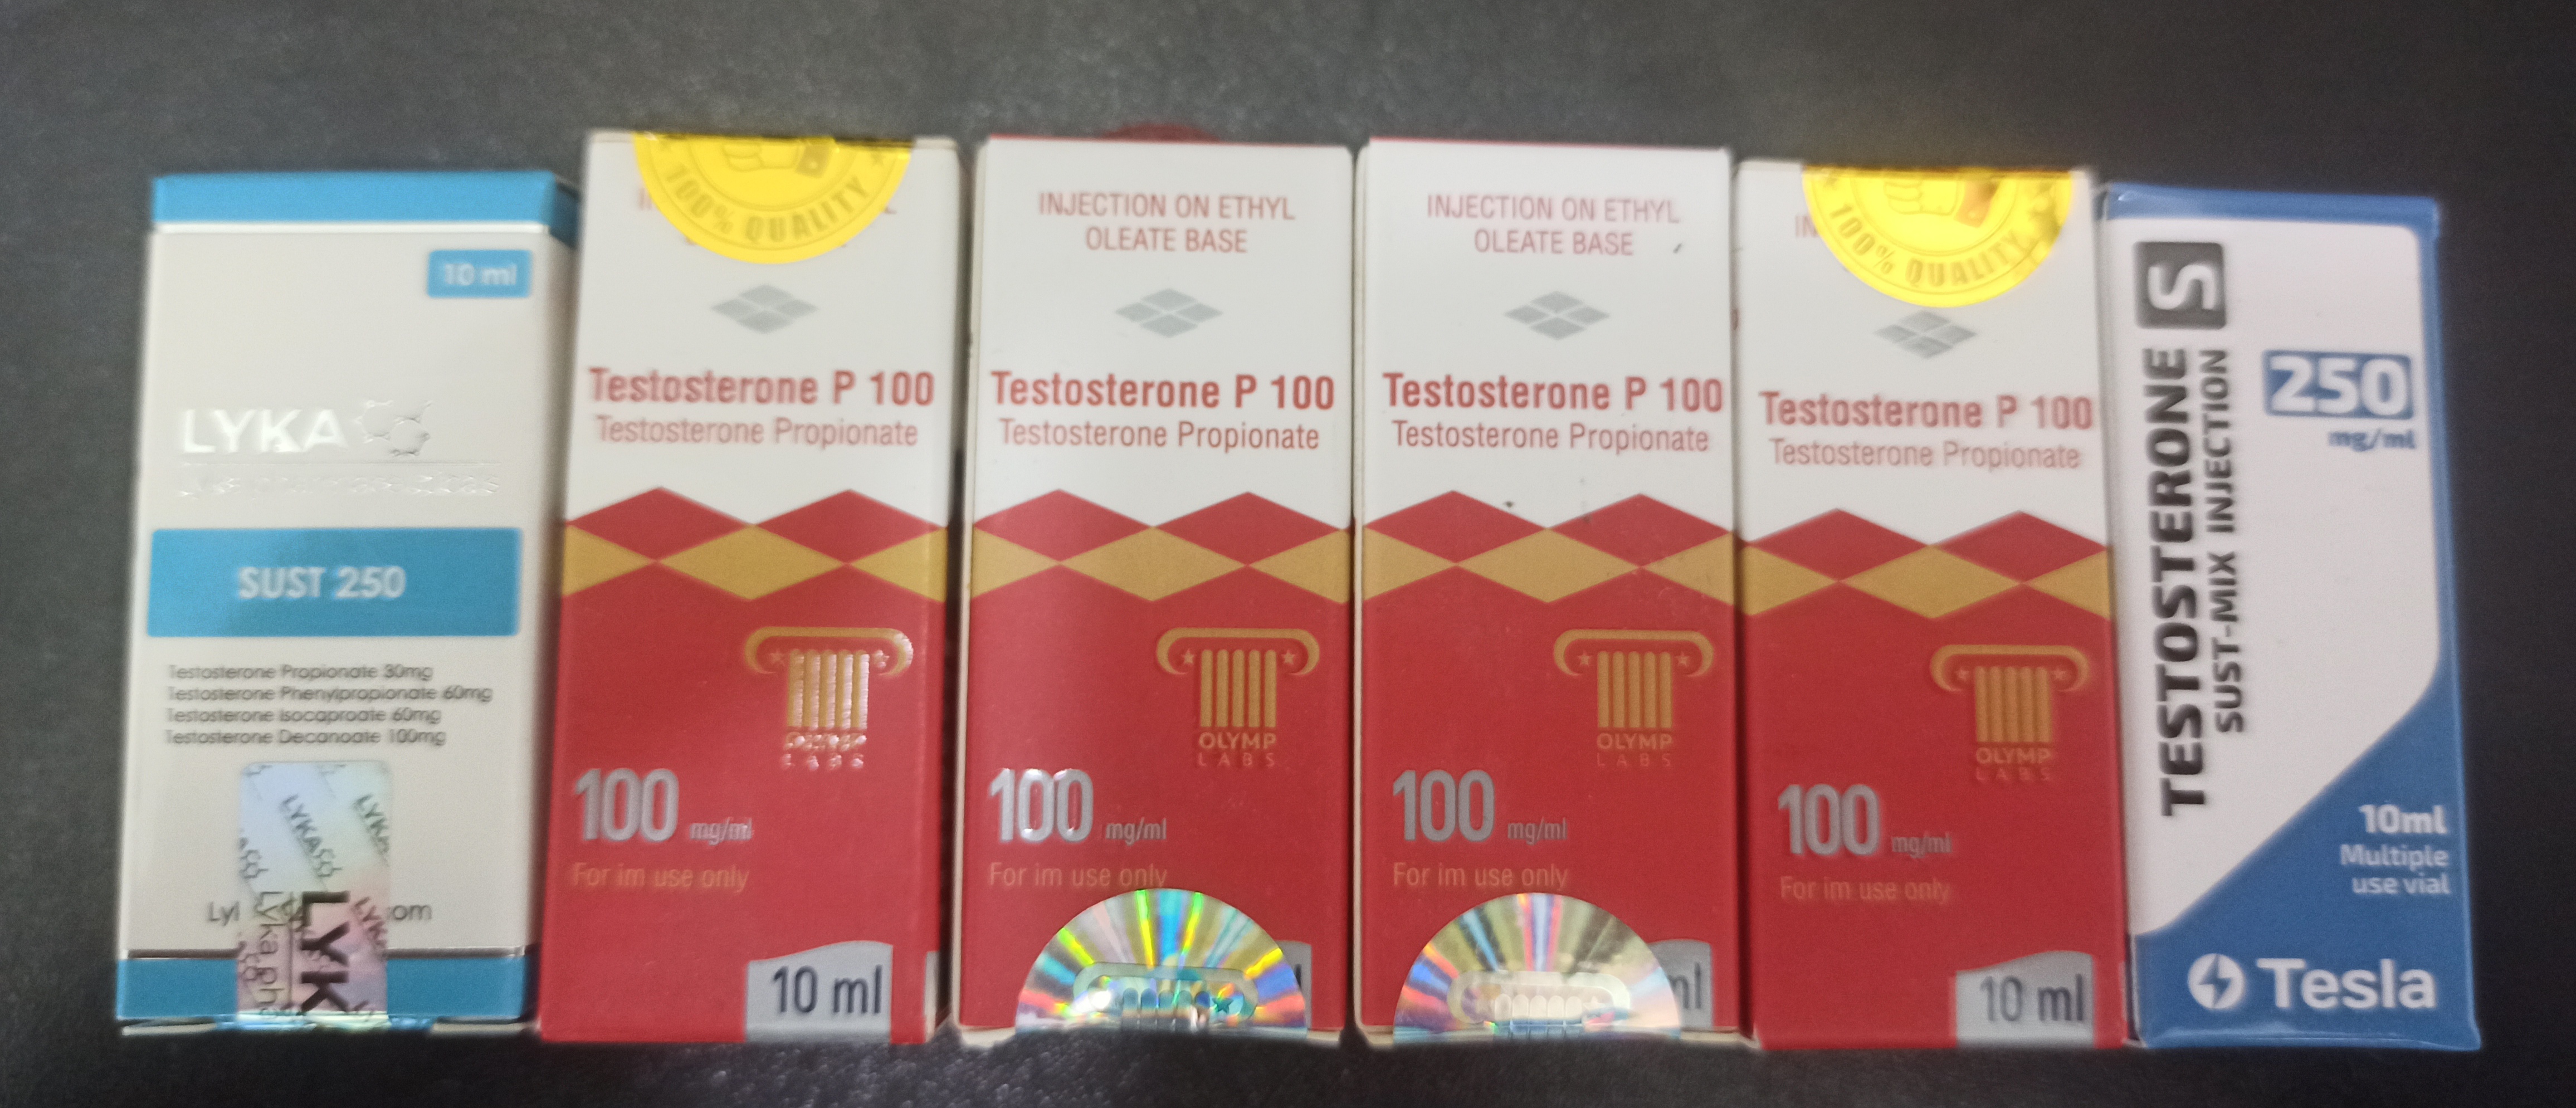 10 ml
LYKA
SUST 250
Testosterone Propionate 30mg
Testosterone Phenylpropionate 60mg
Testosterone Isocaproate 60mg
Testosterone Decanoate 100mg
LYKA
LYKA
LYK
100% QUALITY
Testosterone P 100
Testosterone Propionate
OLYMP
LABS
100 mg/ml
For im use only
10 ml
INJECTION ON ETHYL
OLEATE BASE
Testosterone P 100
Testosterone Propionate
OLYMP
LABS
100 mg/ml
For im use only
INJECTION ON ETHYL
OLEATE BASE
Testosterone P 100
Testosterone Propionate
OLYMP
LABS
100 mg/ml
For im use only
100% QUALITY
Testosterone P 100
Testosterone Propionate
OLYMP
LABS
100 mg/ml
For im use only
10 ml
TESTOSTERONE S
SUST-MIX INJECTION
250
mg/ml
10ml
Multiple
use vial
Tesla